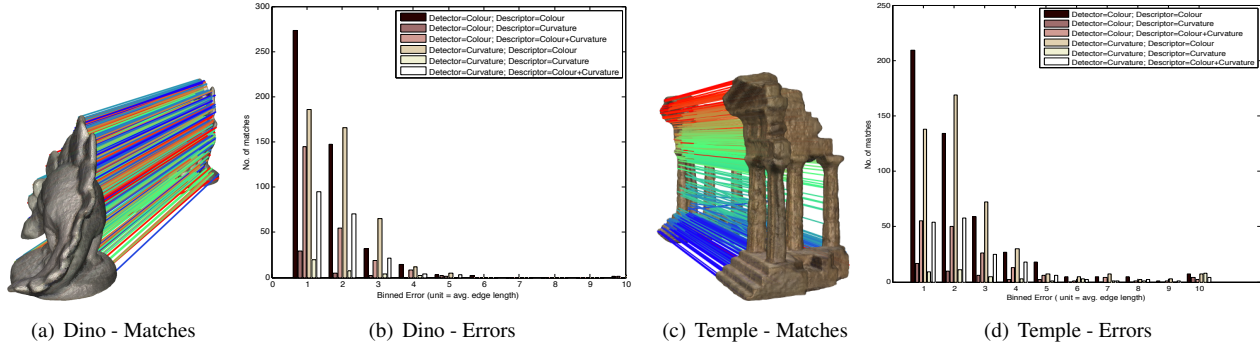 300
250
200
150
100
50
0
No. of matches
Detector=Colour; Descriptor=Colour
Detector=Colour; Descriptor=Curvature
Detector=Colour; Descriptor=Colour+Curvature
Detector=Curvature; Descriptor=Colour
Detector=Curvature; Descriptor=Curvature
Detector=Curvature; Descriptor=Colour+Curvature
0 1 2 3 4 5 6 7 8 9 10
Binned Error (unit = avg. edge length)
250
200
150
100
50
0
No. of matches
Detector=Colour; Descriptor=Colour
Detector=Colour; Descriptor=Curvature
Detector=Colour; Descriptor=Colour+Curvature
Detector=Curvature; Descriptor=Colour
Detector=Curvature; Descriptor=Curvature
Detector=Curvature; Descriptor=Colour+Curvature
1 2 3 4 5 6 7 8 9 10
Binned Error ( unit = avg. edge length)
(a) Dino - Matches
(b) Dino - Errors
(c) Temple - Matches
(d) Temple - Errors